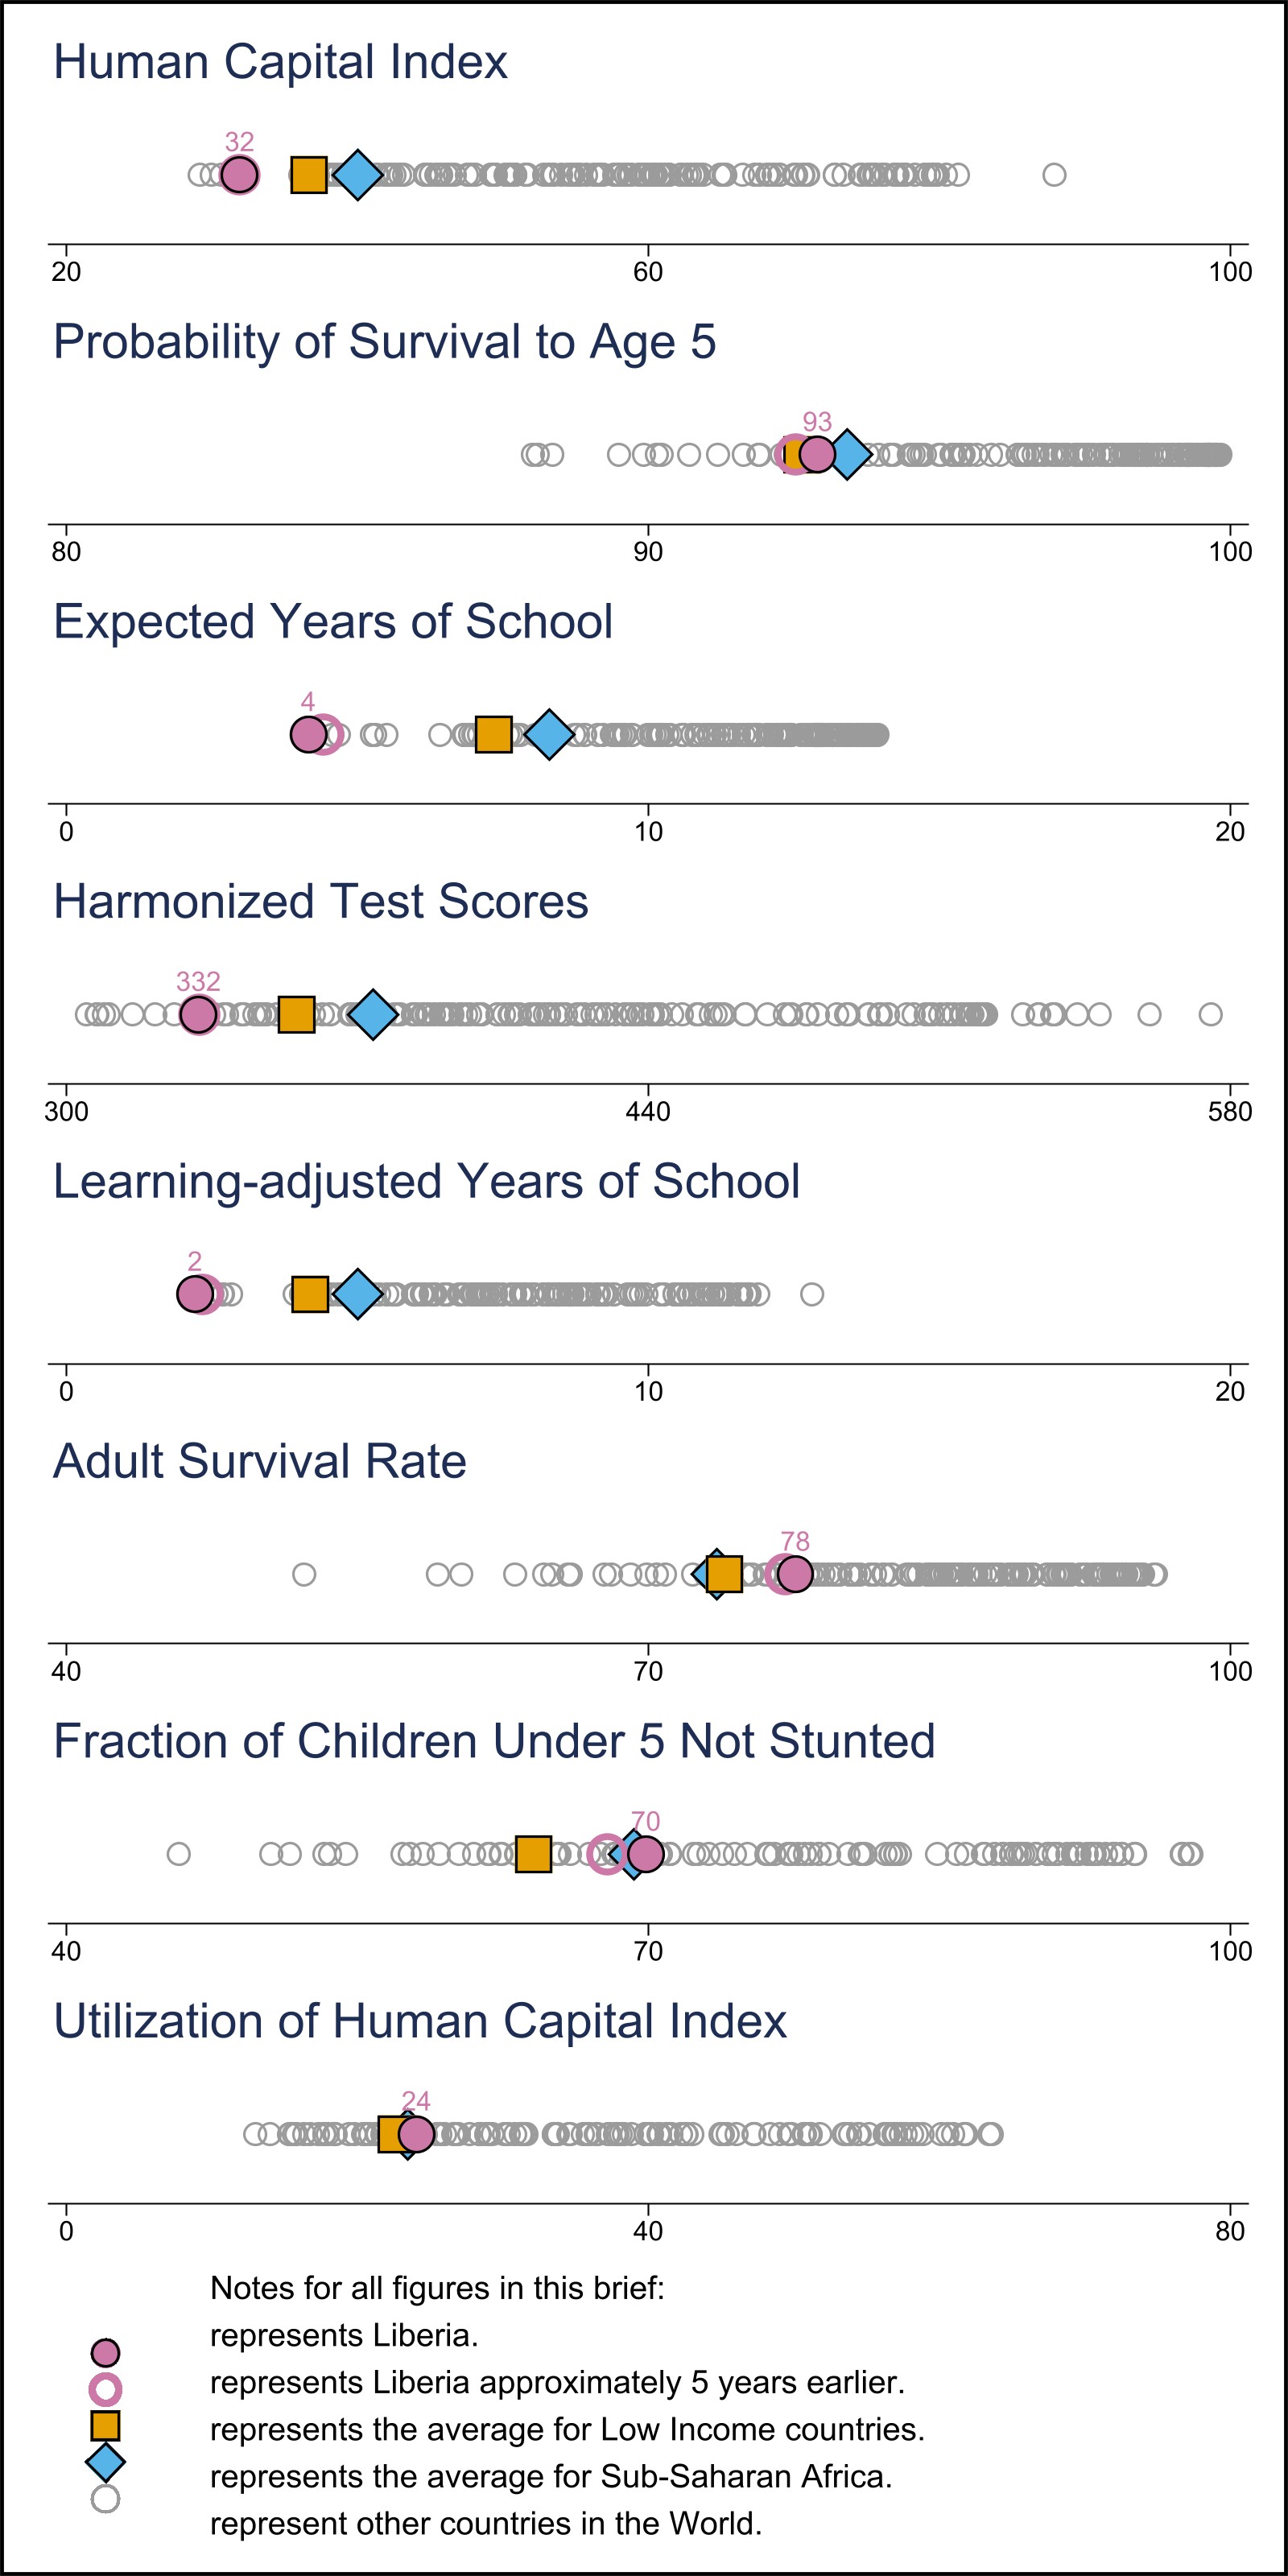 Human Capital Index
32
20 60 100
Probability of Survival to Age 5
93
80 90 100
Expected Years of School
4
0 10 20
Harmonized Test Scores
332
300 440 580
Learning-adjusted Years of School
2
0 10 20
Adult Survival Rate
78
40 70 100
Fraction of Children Under 5 Not Stunted
70
40 70 100
Utilization of Human Capital Index
24
0 40 80
Notes for all figures in this brief:
represents Liberia.
represents Liberia approximately 5 years earlier.
represents the average for Low Income countries.
represents the average for Sub-Saharan Africa.
represent other countries in the World.